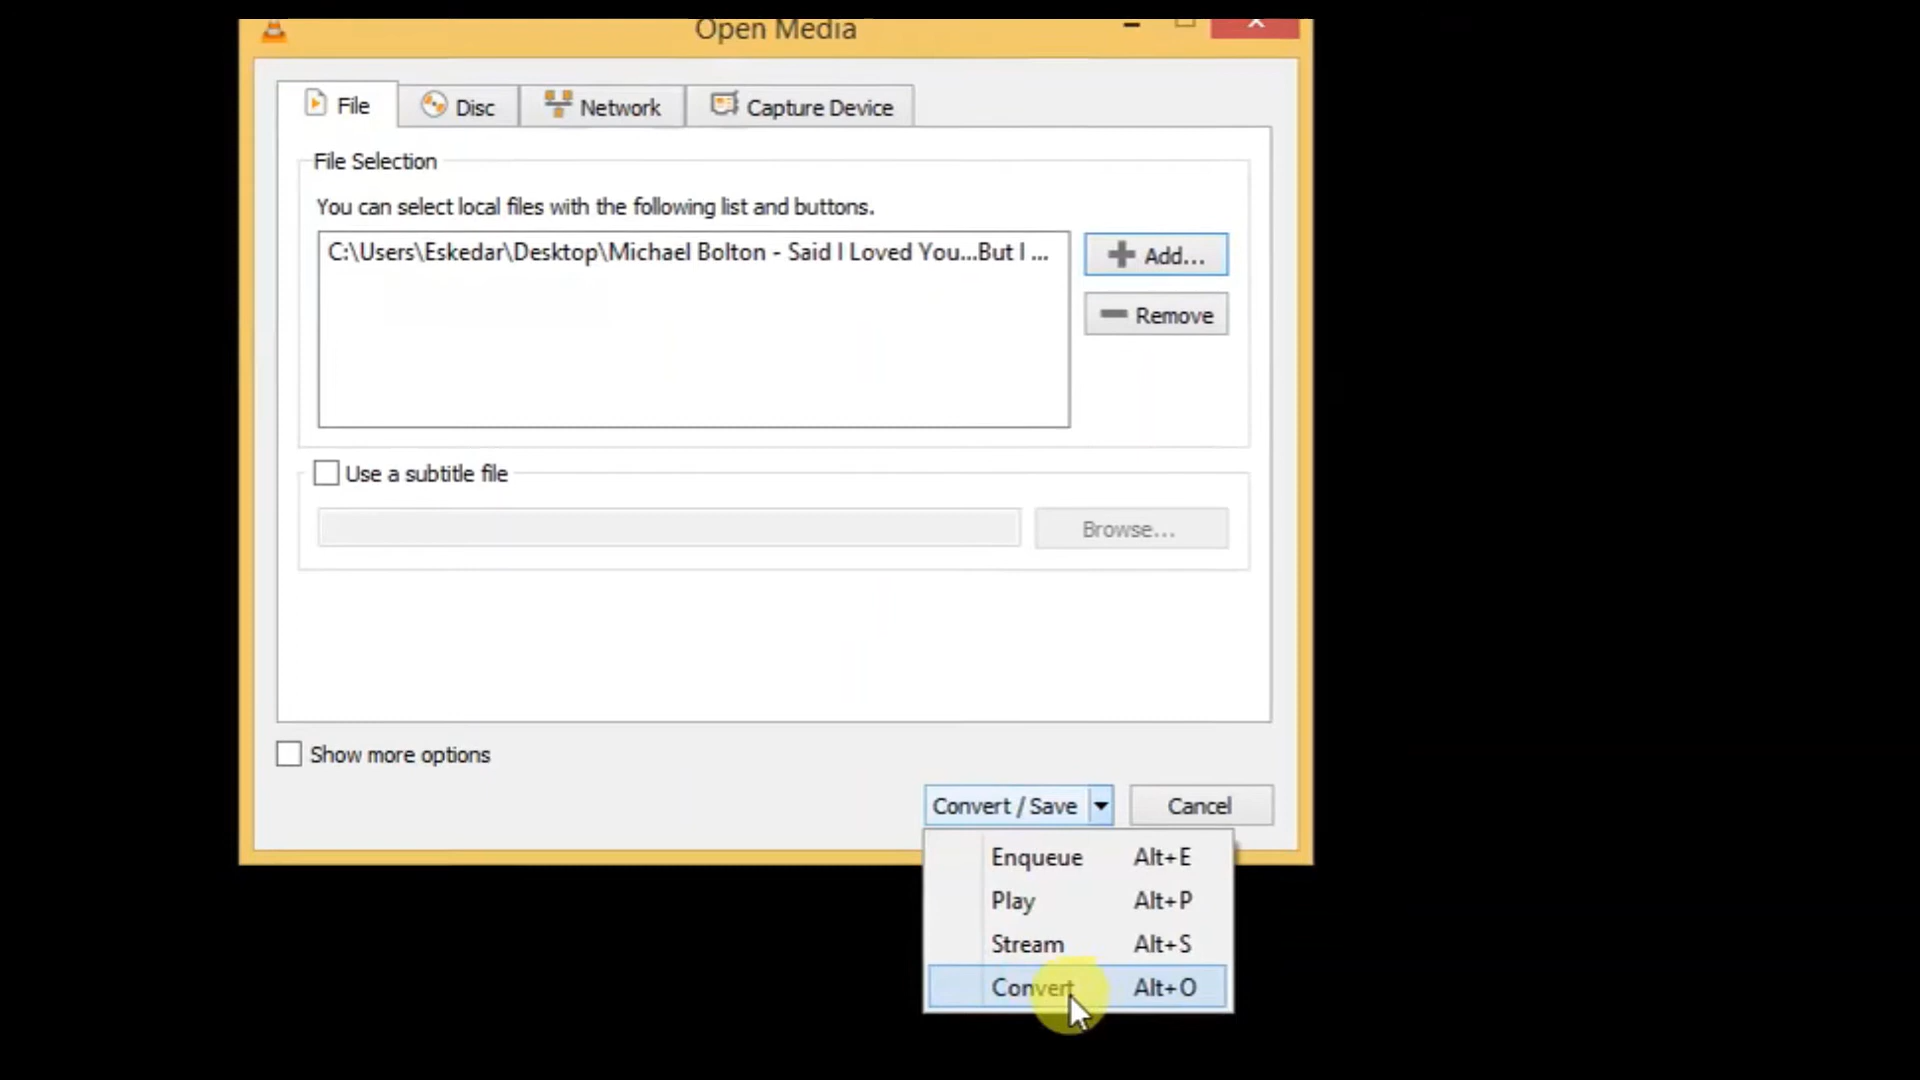 Open Media
File
Disc
Network
Capture Device
File Selection
You can select local files with the following list and buttons.
C:\Users\Eskedar\Desktop\Michael Bolton - Said I Loved You...But I ...
Add...
Remove
Use a subtitle file
Browse...
Show more options
Convert / Save
Cancel
Enqueue Alt+E
Play Alt+P
Stream Alt+S
Convert Alt+O